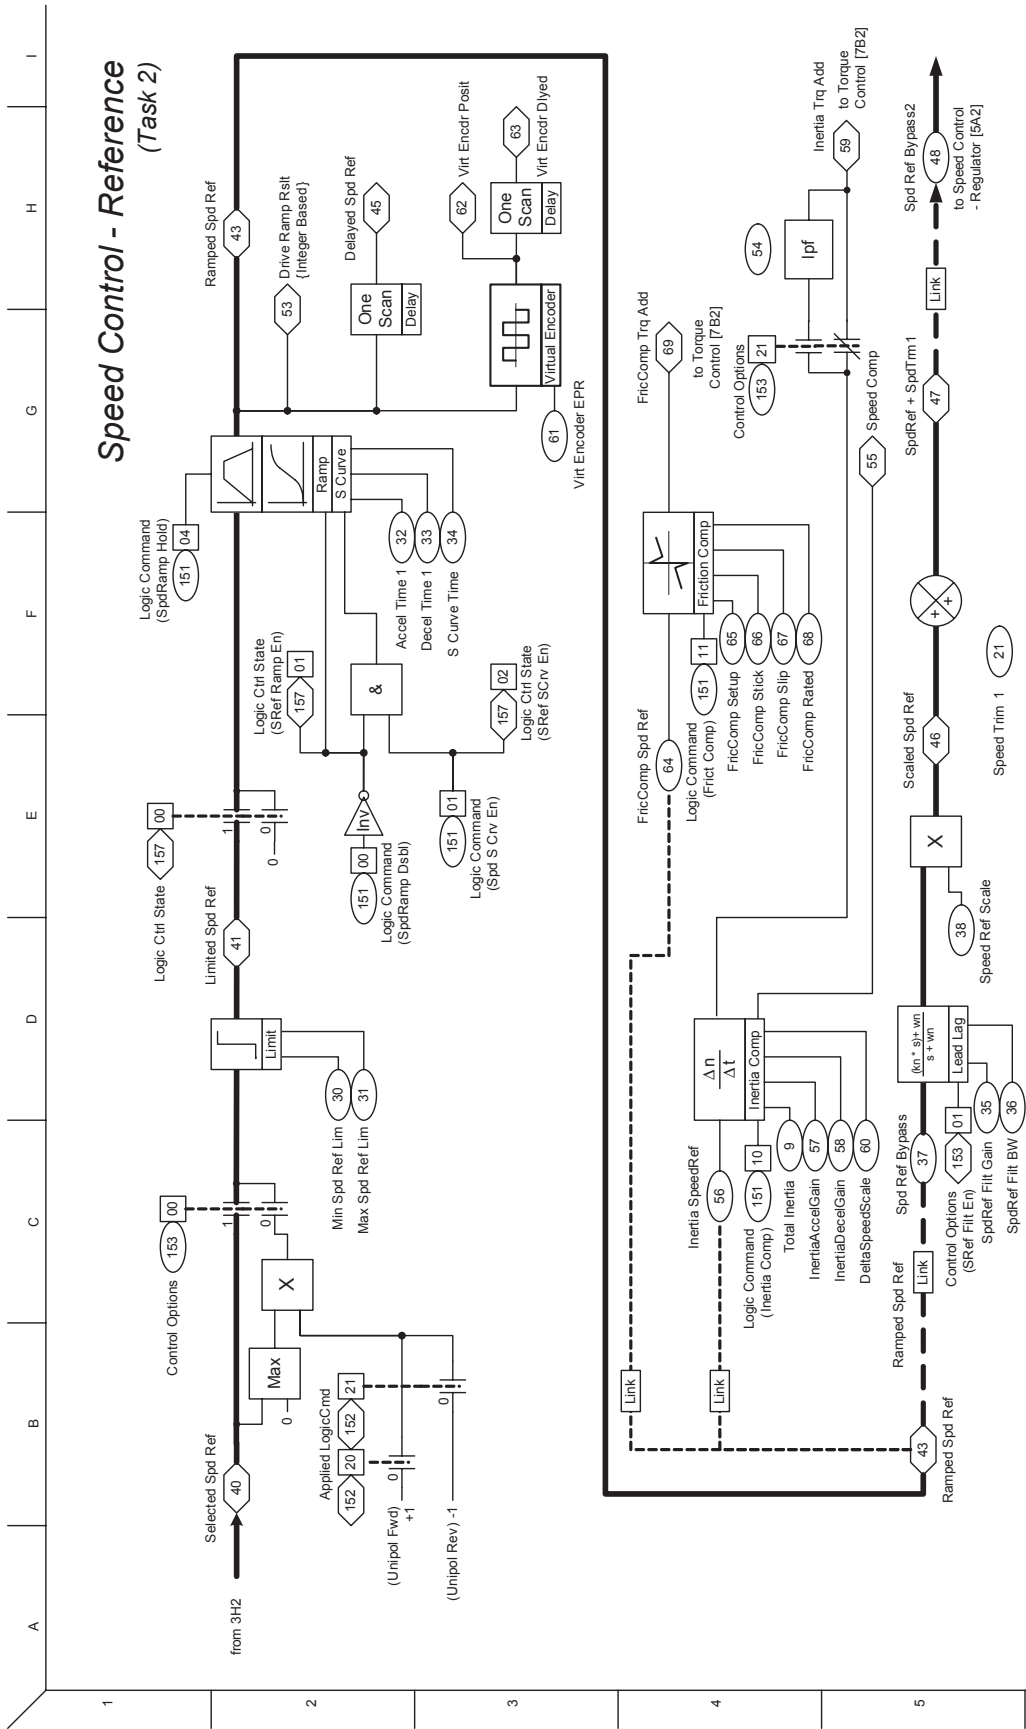 A
B
C
D
E
F
G
H
I
1
2
3
4
5
Speed Control - Reference
(Task 2)
from 3H2
Selected Spd Ref
40
Max
0
X
Control Options
153
00
1
0
Applied LogicCmd
152
20
152
21
(Unipol Fwd)
+1
0
(Unipol Rev) -1
0
Limit
Min Spd Ref Lim
30
Max Spd Ref Lim
31
Limited Spd Ref
41
Logic Ctrl State
157
00
1
0
0
Logic Command
(SpdRamp Dsbl)
151
00
Inv
Logic Ctrl State
(SRef Ramp En)
157
01
&
Logic Command
(Spd S Crv En)
151
01
Logic Ctrl State
(SRef SCrv En)
157
02
Logic Command
(SpdRamp Hold)
151
04
Ramp
S Curve
Accel Time 1
32
Decel Time 1
33
S Curve Time
34
Ramped Spd Ref
43
Drive Ramp Rslt
{Integer Based}
53
Delayed Spd Ref
45
One
Scan
Delay
Virtual Encoder
61
Virt Encoder EPR
Virt Encdr Posit
62
One
Scan
Delay
63
Virt Encdr Dlyed
Link
Link
Inertia SpeedRef
56
Δn
Δt
Inertia Comp
Logic Command
(Inertia Comp)
151
10
Total Inertia
9
InertiaAccelGain
57
InertiaDecelGain
58
DeltaSpeedScale
60
FricComp Spd Ref
64
Friction Comp
Logic Command
(Frict Comp)
151
11
FricComp Setup
65
FricComp Stick
66
FricComp Slip
67
FricComp Rated
68
FricComp Trq Add
69
to Torque
Control [7B2]
Control Options
153
21
lpf
54
Inertia Trq Add
59
to Torque
Control [7B2]
55
Speed Comp
43
Ramped Spd Ref
Ramped Spd Ref
Link
Spd Ref Bypass
37
(kn * s)+ wn
s + wn
Lead Lag
153
01
Control Options
(SRef Filt En)
SpdRef Filt Gain
35
SpdRef Filt BW
36
X
38
Speed Ref Scale
Scaled Spd Ref
46
+
+
21
Speed Trim 1
SpdRef + SpdTrm1
47
Link
Spd Ref Bypass2
48
to Speed Control
- Regulator [5A2]